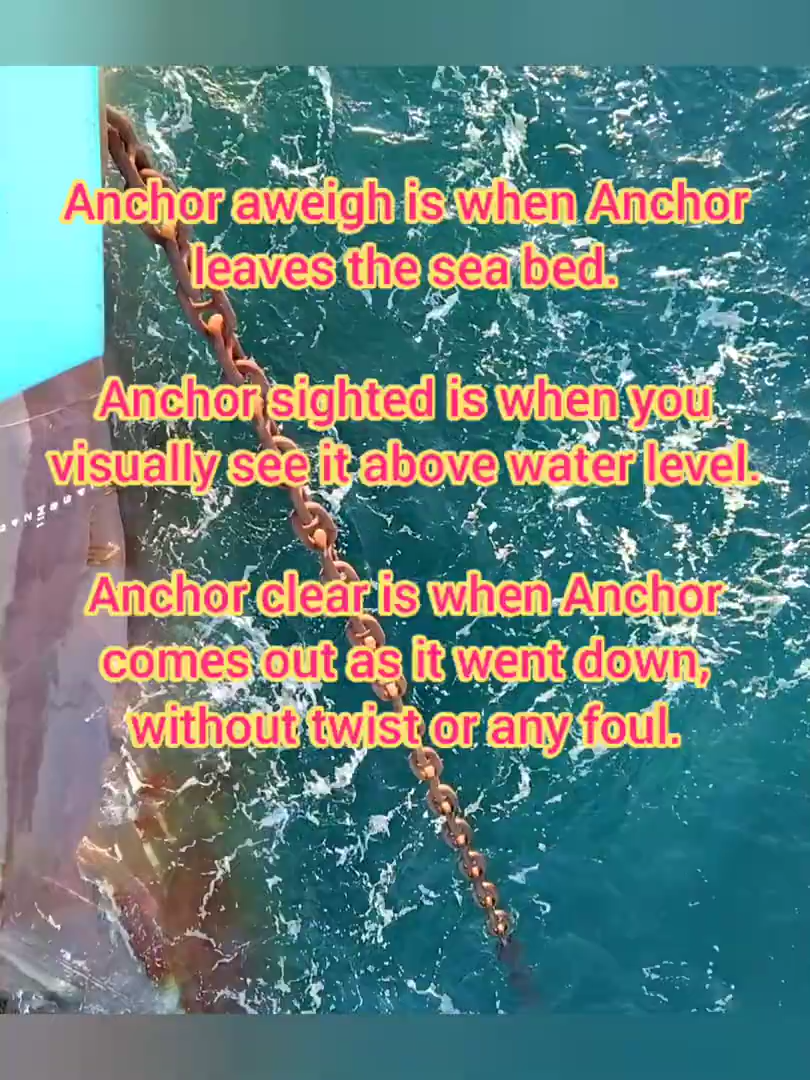 Anchor aweigh is when Anchor
leaves the sea bed.
Anchor sighted is when you
visually see it above water level.
Anchor clear is when Anchor
comes out as it went down,
without twist or any foul.